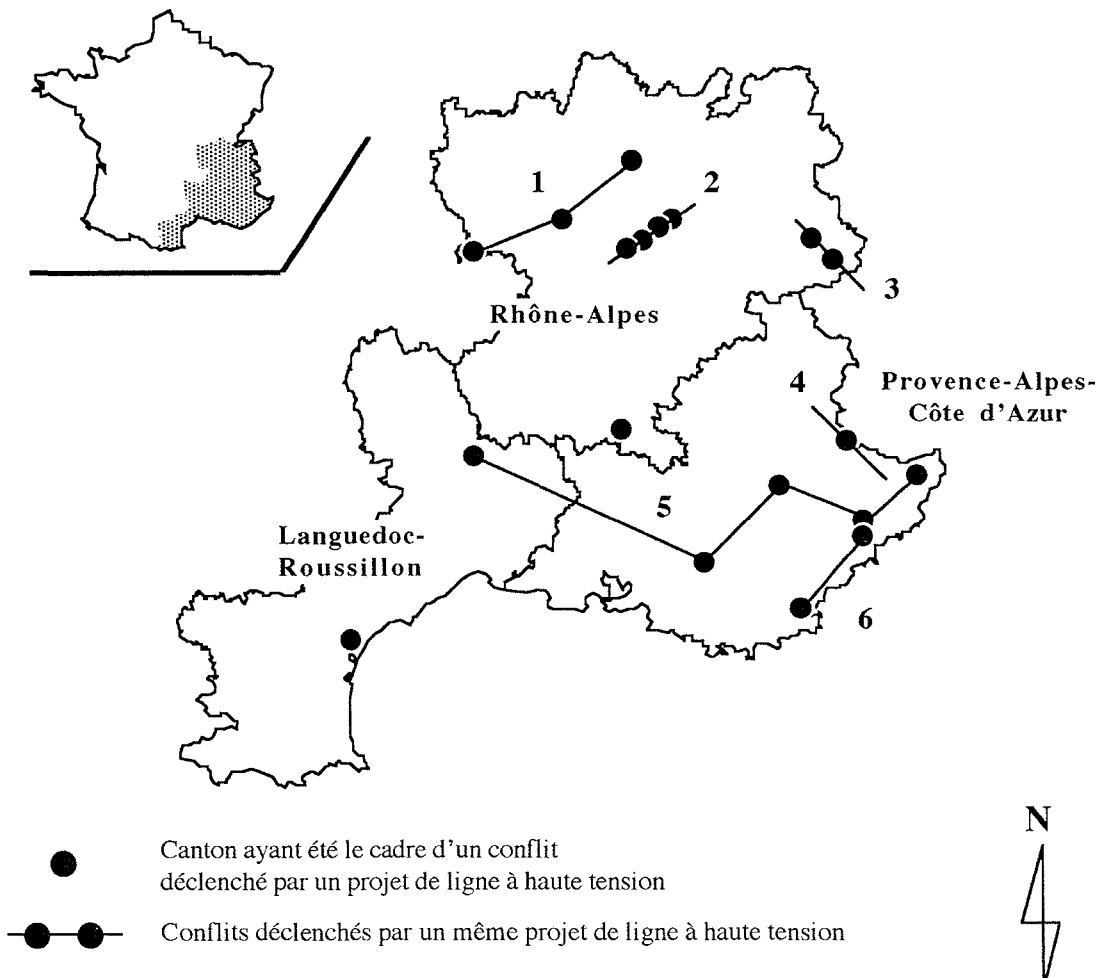 1
2
3
Rhône-Alpes
4
Provence-Alpes-
Côte d'Azur
5
Languedoc-
Roussillon
6
N
Canton ayant été le cadre d'un conflit
déclenché par un projet de ligne à haute tension
Conflits déclenchés par un même projet de ligne à haute tension